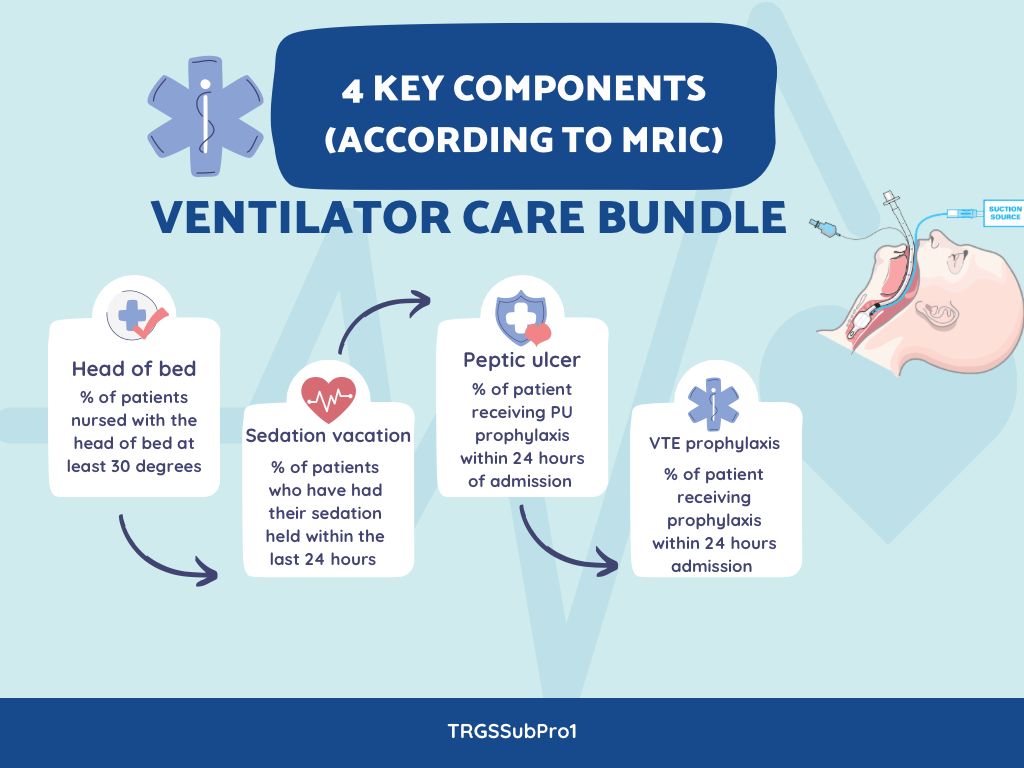 4 KEY COMPONENTS
(ACCORDING TO MRIC)
VENTILATOR CARE BUNDLE
SUCTION
SOURCE
Head of bed
% of patients
nursed with the
head of bed at
least 30 degrees
Sedation vacation
% of patients
who have had
their sedation
held within the
last 24 hours
Peptic ulcer
% of patient
receiving PU
prophylaxis
within 24 hours
of admission
VTE prophylaxis
% of patient
receiving
prophylaxis
within 24 hours
admission
TRGSSubPro1